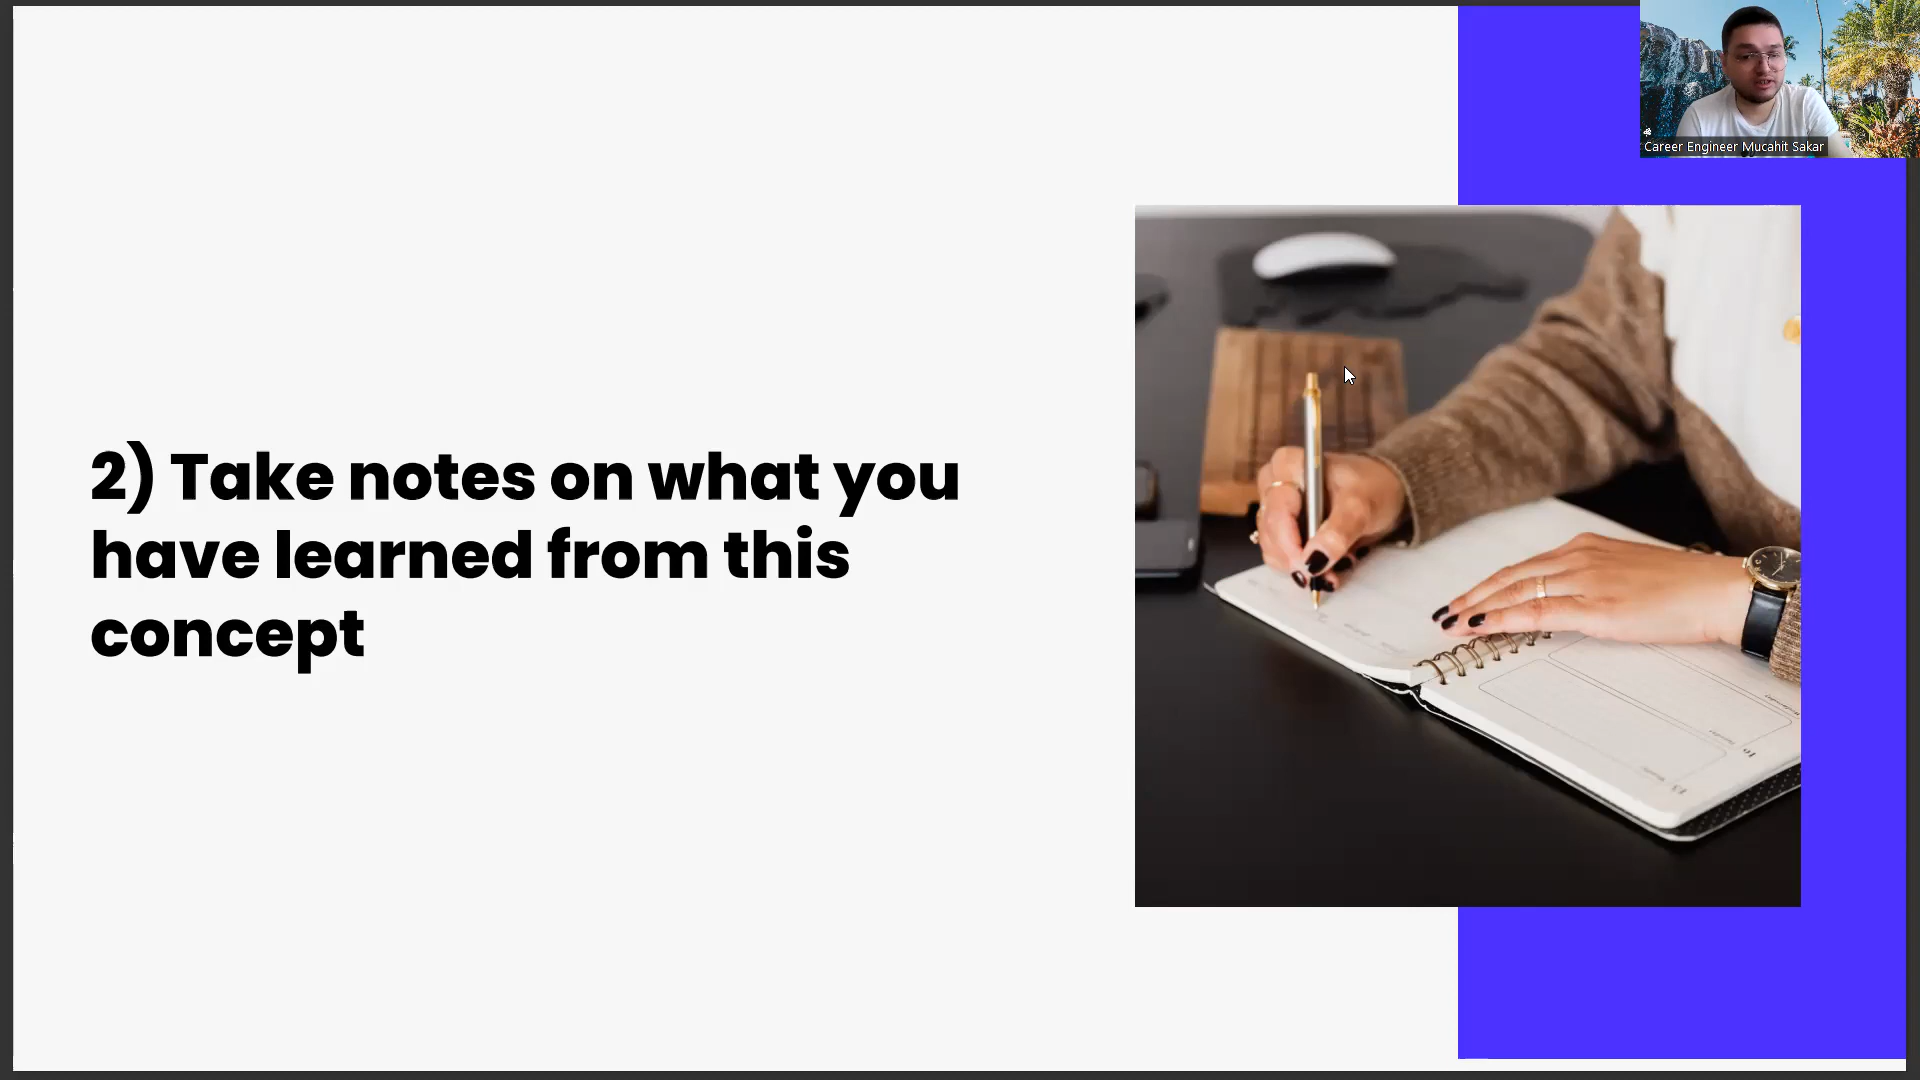 Career Engineer Mucahit Sakar
2) Take notes on what you
have learned from this
concept